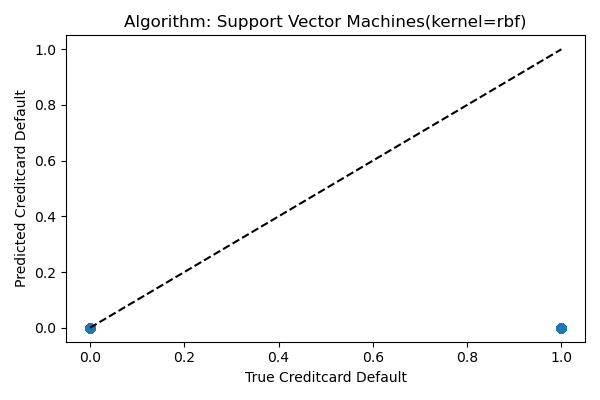 Algorithm: Support Vector Machines(kernel=rbf)
1.0
0.8
0.6
0.4
0.2
0.0
Predicted Creditcard Default
0.0 0.2 0.4 0.6 0.8 1.0
True Creditcard Default